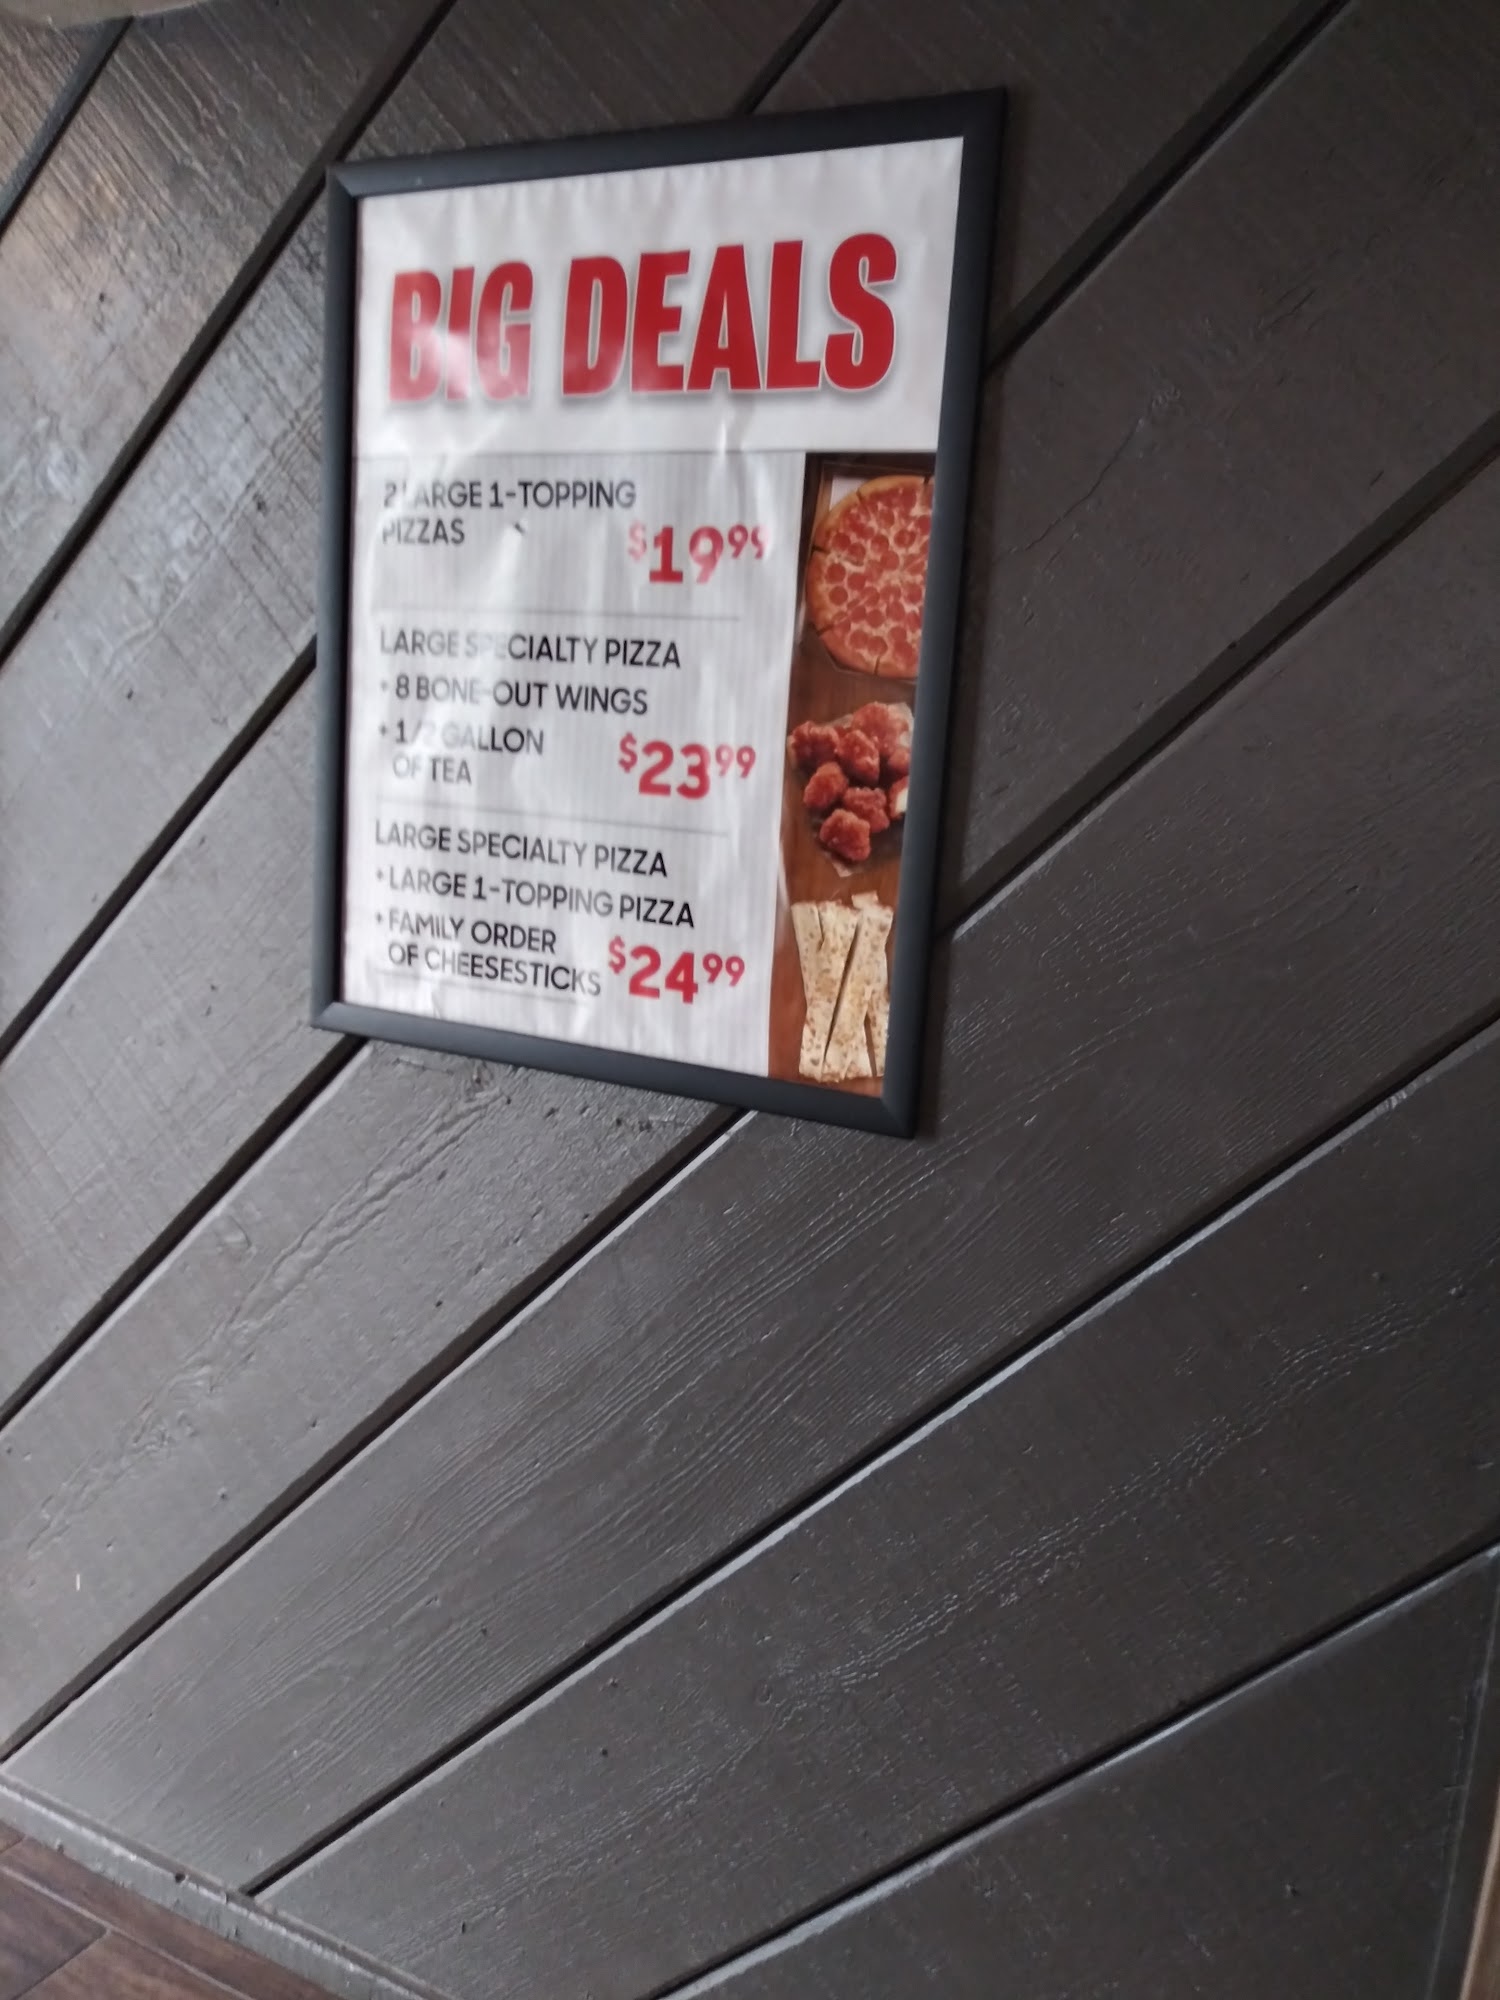 BIG DEALS
2 LARGE 1-TOPPING
PIZZAS
$19.99
LARGE SPECIALTY PIZZA
+ 8 BONE-OUT WINGS
+ 1/2 GALLON
OF TEA
$23.99
LARGE SPECIALTY PIZZA
+ LARGE 1-TOPPING PIZZA
+ FAMILY ORDER
OF CHEESESTICKS
$24.99